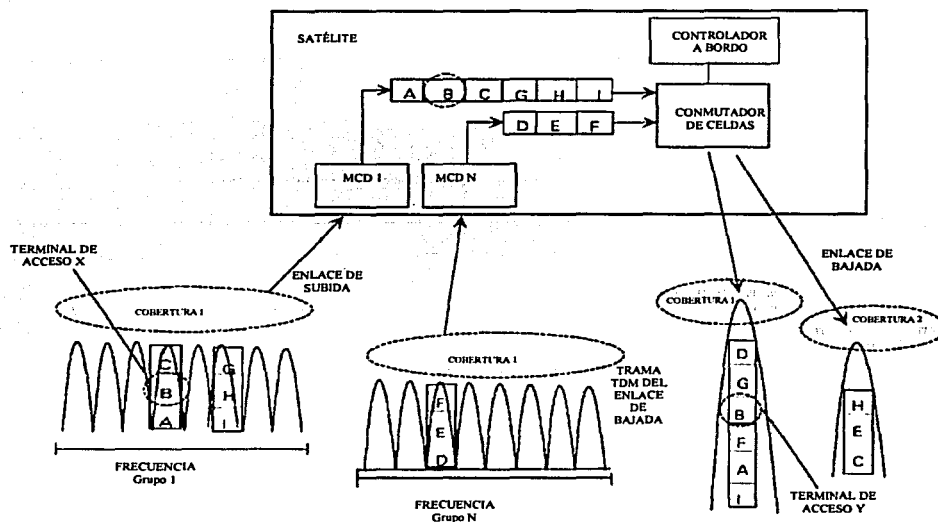 SATÉLITE
CONTROLADOR
A BORDO
A B C G H I
D E F
CONMUTADOR
DE CELDAS
MCD 1
MCD N
TERMINAL DE
ACCESO X
ENLACE DE
SUBIDA
ENLACE DE
BAJADA
COBERTURA 1
COBERTURA 1
COBERTURA 1
COBERTURA 2
C
B
A
G
H
I
F
E
D
TRAMA
TDM DEL
ENLACE
DE
BAJADA
D
G
B
F
A
I
H
E
C
FRECUENCIA
Grupo 1
FRECUENCIA
Grupo N
TERMINAL DE
ACCESO Y